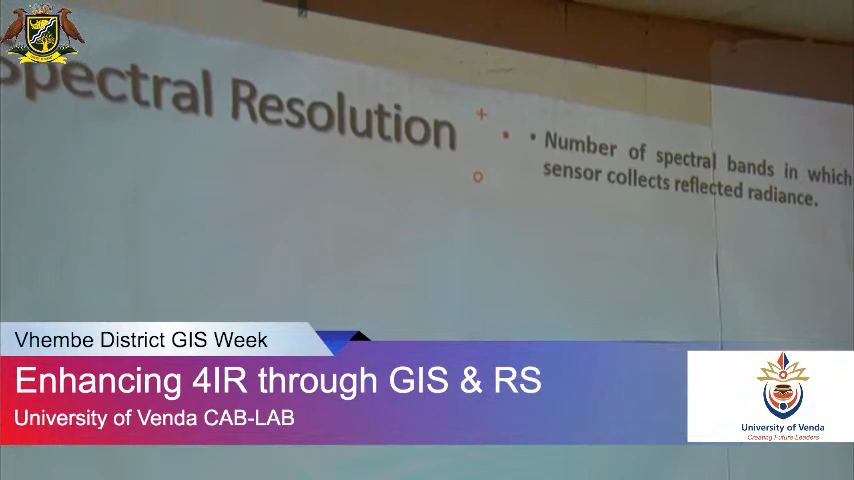 Spectral Resolution
• Number of spectral bands in which
sensor collects reflected radiance.
Vhembe District GIS Week
Enhancing 4IR through GIS & RS
University of Venda CAB-LAB
University of Venda
Creating Future Leaders